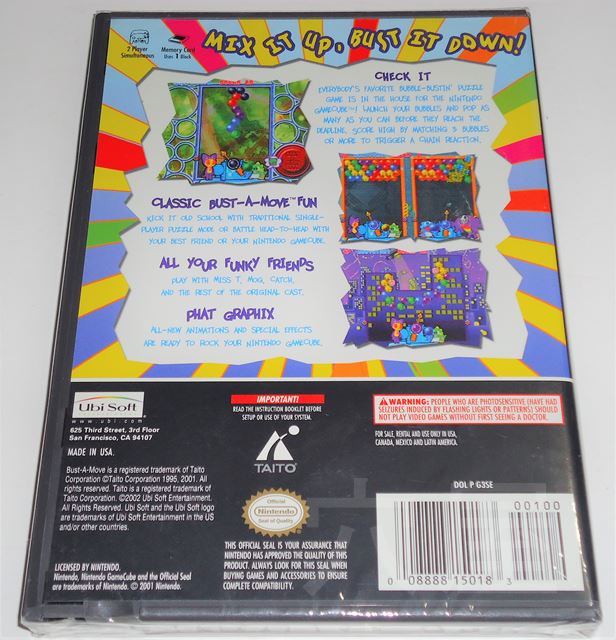 2 Player
Simultaneous
Memory Card
Uses 1 Block
MIX IT UP, BUST IT DOWN!
CHECK IT
EVERYBODY'S FAVORITE BUBBLE-BUSTIN' PUZZLE
GAME IS IN THE HOUSE FOR THE NINTENDO
GAMECUBE™! LAUNCH YOUR BUBBLES AND POP AS
MANY AS YOU CAN BEFORE THEY REACH THE
DEADLINE. SCORE HIGH BY MATCHING 3 BUBBLES
OR MORE TO TRIGGER A CHAIN REACTION.
CLASSIC BUST-A-MOVE™ FUN
KICK IT OLD SCHOOL WITH TRADITIONAL SINGLE-
PLAYER PUZZLE MODE OR BATTLE HEAD-TO-HEAD WITH
YOUR BEST FRIEND OR YOUR NINTENDO GAMECUBE.
ALL YOUR FUNKY FRIENDS
PLAY WITH MISS T, MOG, CATCH,
AND THE REST OF THE ORIGINAL CAST.
PHAT GRAPHIX
ALL-NEW ANIMATIONS AND SPECIAL EFFECTS
ARE READY TO ROCK YOUR NINTENDO GAMECUBE.
Ubi Soft
www.ubi.com
625 Third Street, 3rd Floor
San Francisco, CA 94107
MADE IN USA.
Bust-A-Move is a registered trademark of Taito
Corporation ©Taito Corporation 1995, 2001. All
rights reserved. Taito is a registered trademark of
Taito Corporation. ©2002 Ubi Soft Entertainment.
All Rights Reserved. Ubi Soft and the Ubi Soft logo
are trademarks of Ubi Soft Entertainment in the US
and/or other countries.
LICENSED BY NINTENDO.
Nintendo, Nintendo GameCube and the Official Seal
are trademarks of Nintendo. © 2001 Nintendo.
IMPORTANT!
READ THE INSTRUCTION BOOKLET BEFORE
SETUP OR USE OF YOUR SYSTEM.
TAITO
Official
Nintendo
Seal of Quality
THIS OFFICIAL SEAL IS YOUR ASSURANCE THAT
NINTENDO HAS APPROVED THE QUALITY OF THIS
PRODUCT. ALWAYS LOOK FOR THIS SEAL WHEN
BUYING GAMES AND ACCESSORIES TO ENSURE
COMPLETE COMPATIBILITY.
WARNING: PEOPLE WHO ARE PHOTOSENSITIVE (HAVE HAD
SEIZURES INDUCED BY FLASHING LIGHTS OR PATTERNS) SHOULD
NOT PLAY VIDEO GAMES WITHOUT FIRST SEEING A DOCTOR.
FOR SALE, RENTAL AND USE ONLY IN USA,
CANADA, MEXICO AND LATIN AMERICA.
DOL P G3SE
00100
0 08888 15018 3